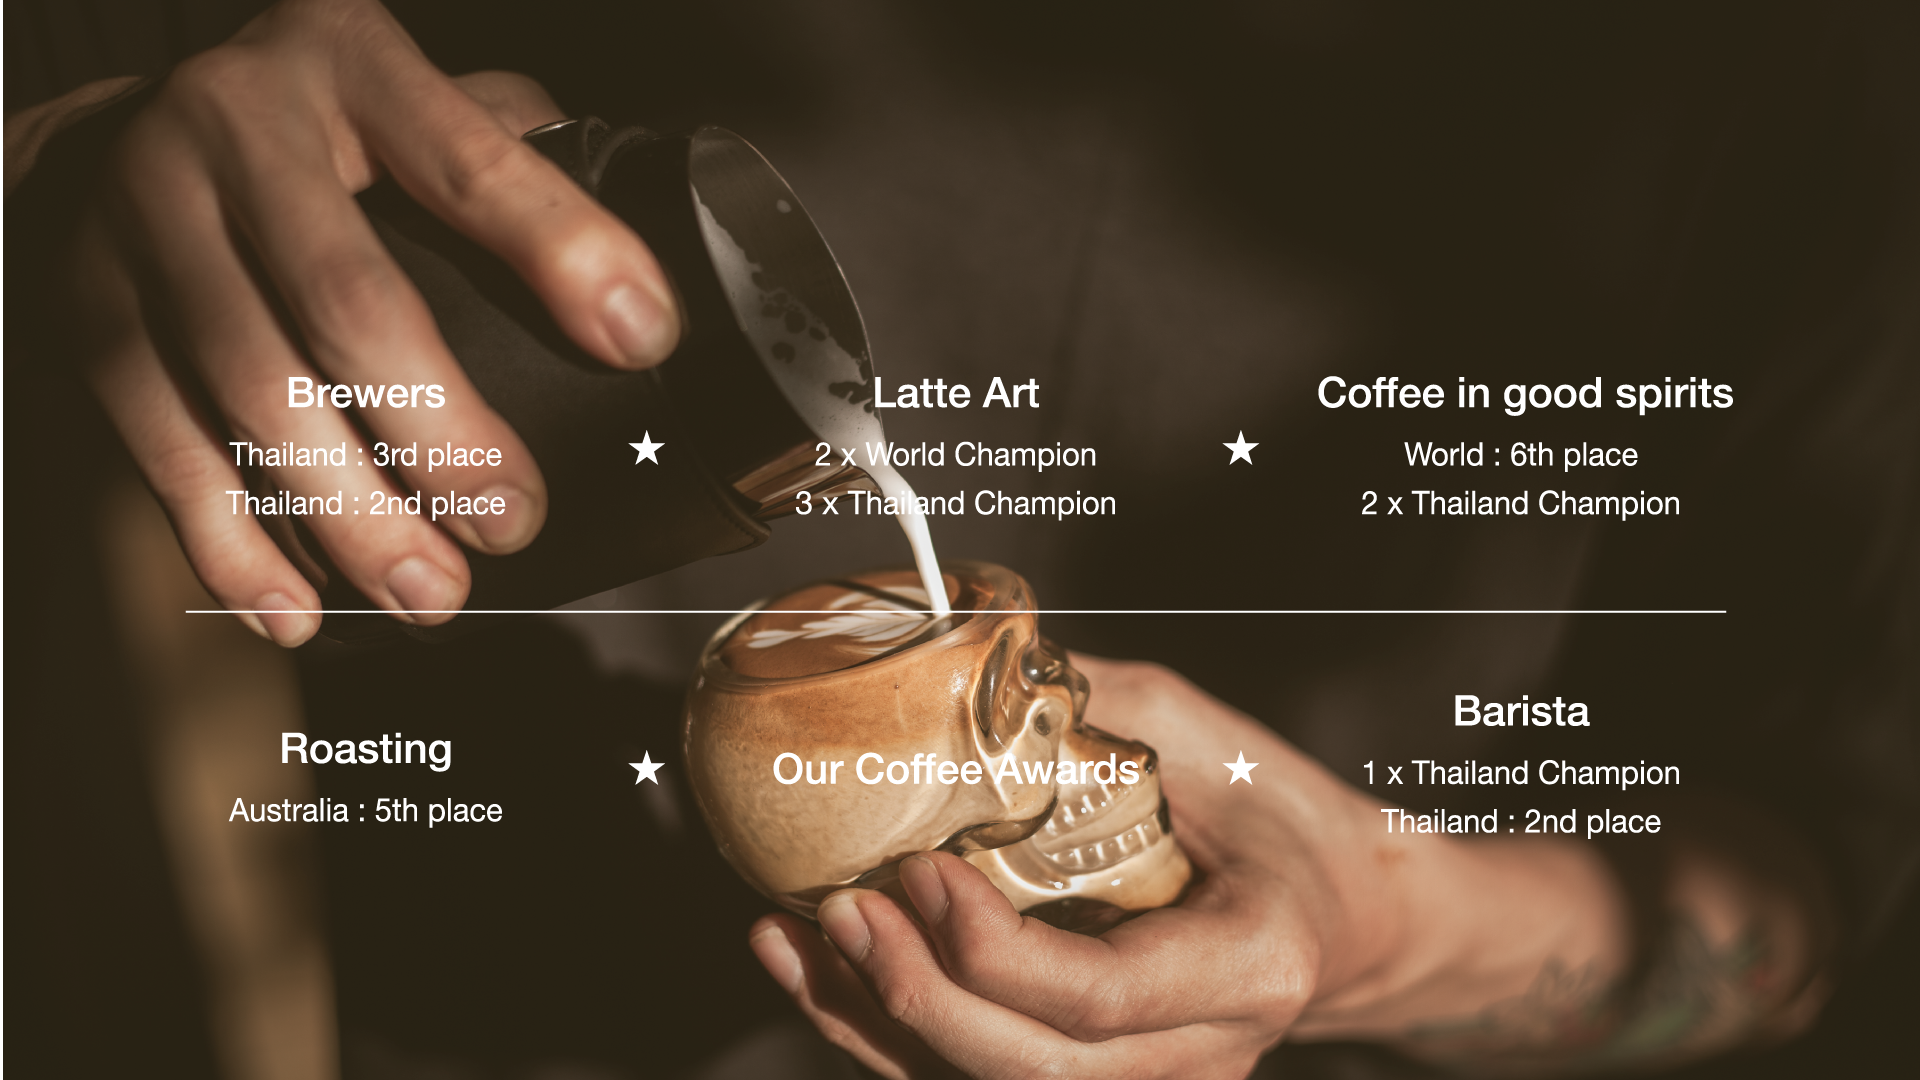 Brewers
Thailand : 3rd place
Thailand : 2nd place
★
Latte Art
2 x World Champion
3 x Thailand Champion
★
Coffee in good spirits
World : 6th place
2 x Thailand Champion
Roasting
Australia : 5th place
★
Our Coffee Awards
★
Barista
1 x Thailand Champion
Thailand : 2nd place